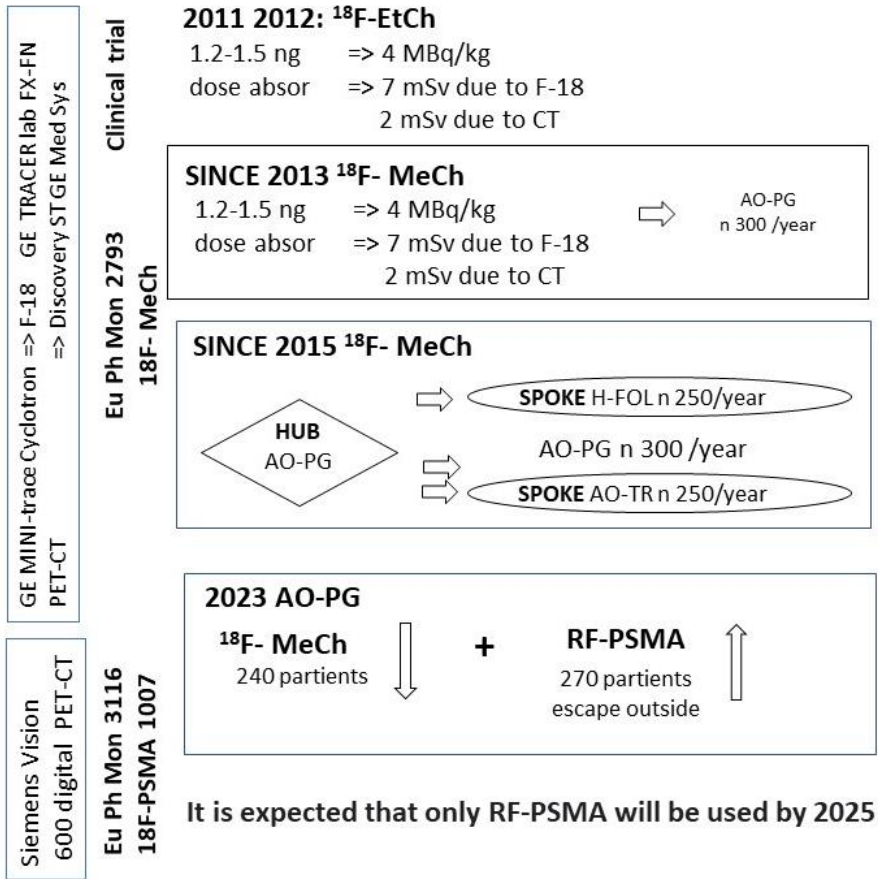 GE MINI-trace Cyclotron => F-18 GE TRACER lab FX-FN
PET-CT => Discovery ST GE Med Sys
Clinical trial
2011 2012: ¹⁸F-EtCh
1.2-1.5 ng => 4 MBq/kg
dose absor => 7 mSv due to F-18
2 mSv due to CT
Eu Ph Mon 2793
18F- MeCh
SINCE 2013 ¹⁸F- MeCh
1.2-1.5 ng => 4 MBq/kg
dose absor => 7 mSv due to F-18
2 mSv due to CT
AO-PG
n 300 /year
SINCE 2015 ¹⁸F- MeCh
HUB
AO-PG
SPOKE H-FOL n 250/year
AO-PG n 300 /year
SPOKE AO-TR n 250/year
Siemens Vision
600 digital PET-CT
Eu Ph Mon 3116
18F-PSMA 1007
2023 AO-PG
¹⁸F- MeCh
240 partients
+
RF-PSMA
270 partients
escape outside
It is expected that only RF-PSMA will be used by 2025